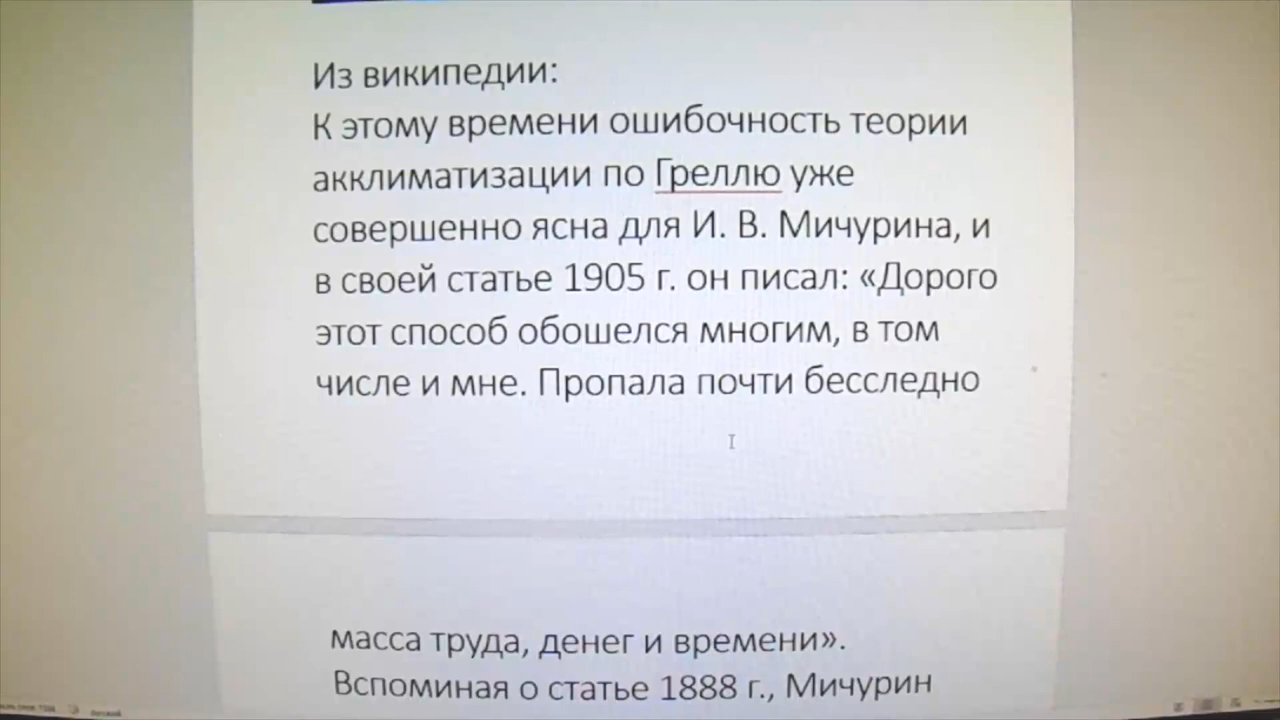 Из википедии:
К этому времени ошибочность теории
акклиматизации по Греллю уже
совершенно ясна для И. В. Мичурина, и
в своей статье 1905 г. он писал: «Дорого
этот способ обошелся многим, в том
числе и мне. Пропала почти бесследно
масса труда, денег и времени».
Вспоминая о статье 1888 г., Мичурин